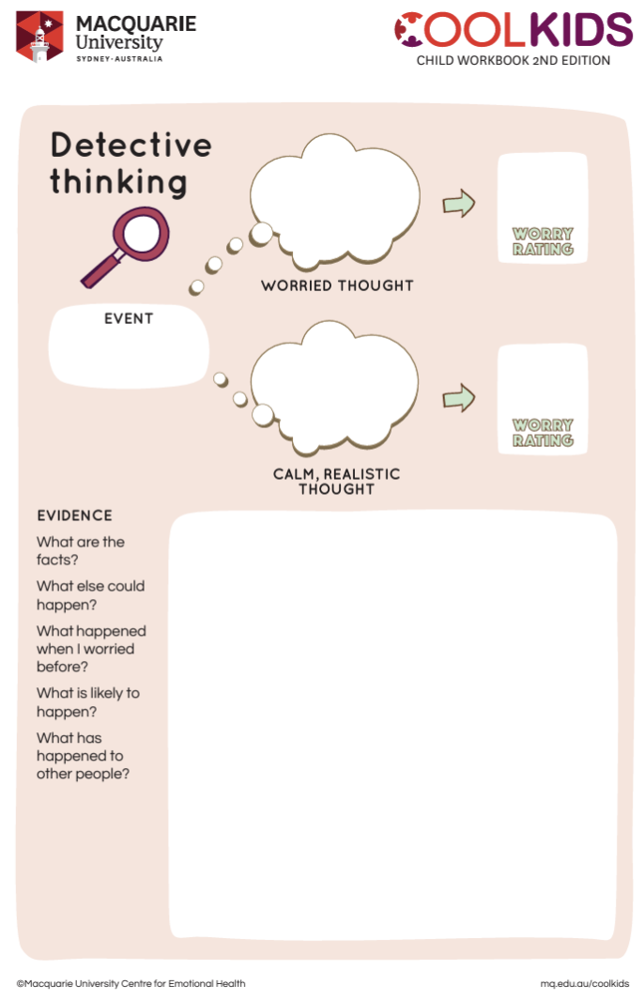 MACQUARIE
University
SYDNEY·AUSTRALIA
COOLKIDS
CHILD WORKBOOK 2ND EDITION
Detective
thinking
WORRY
RATING
WORRIED THOUGHT
EVENT
WORRY
RATING
CALM, REALISTIC
THOUGHT
EVIDENCE
What are the
facts?
What else could
happen?
What happened
when I worried
before?
What is likely to
happen?
What has
happened to
other people?
©Macquarie University Centre for Emotional Health
mq.edu.au/coolkids